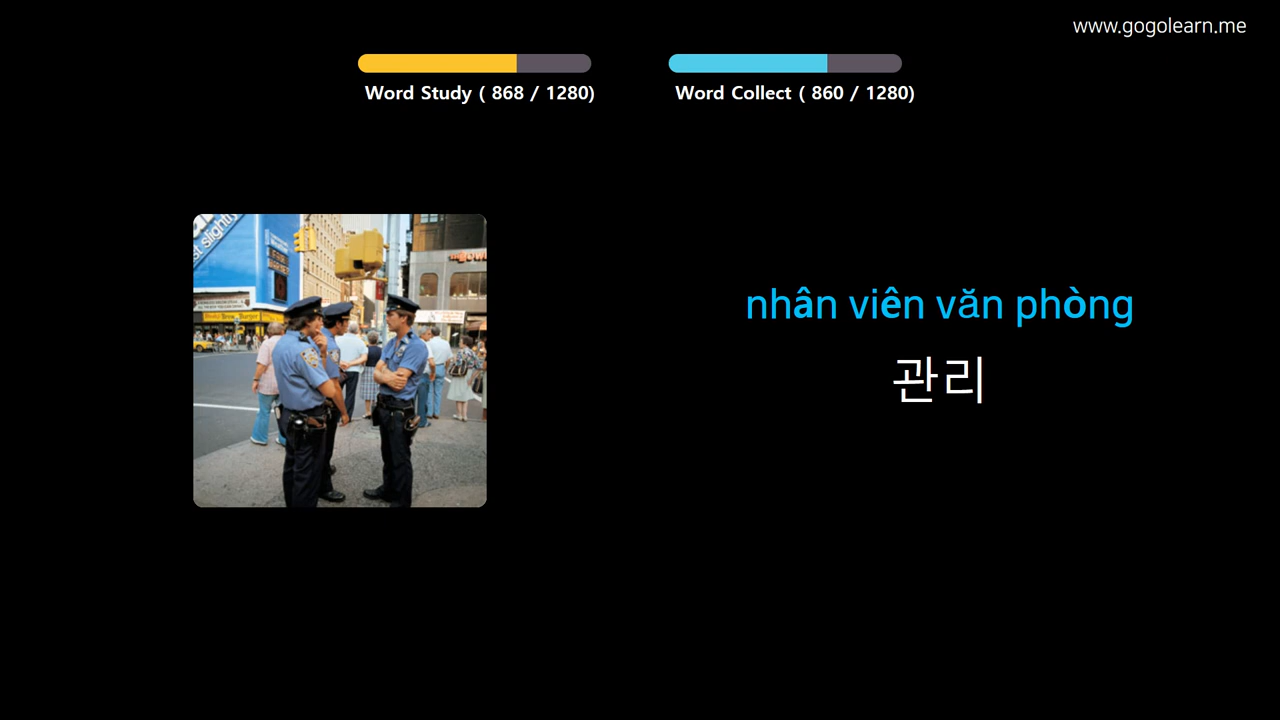 www.gogolearn.me
Word Study ( 868 / 1280)
Word Collect ( 860 / 1280)
nhân viên văn phòng
관리